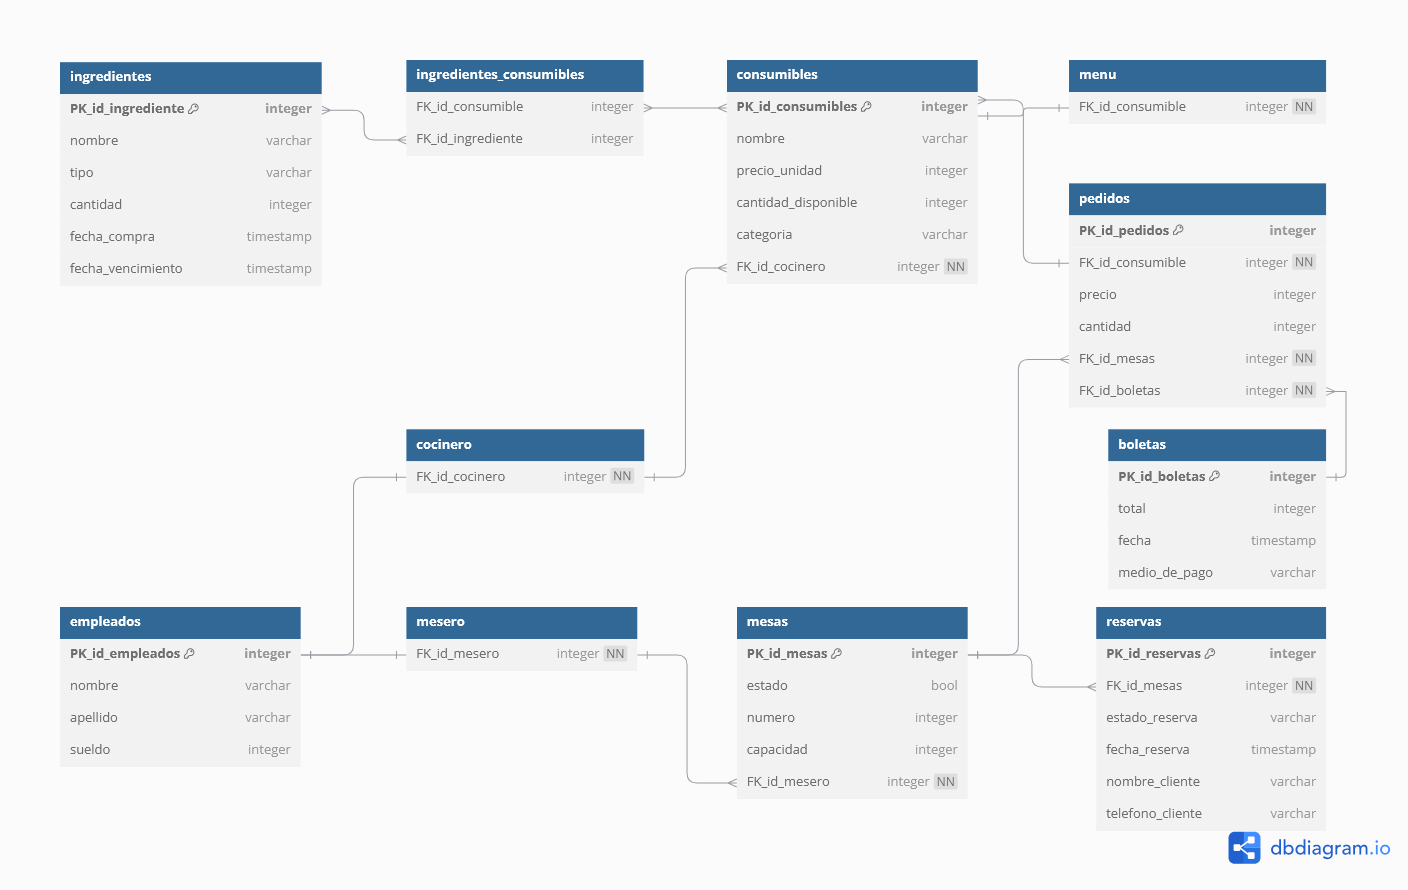 ingredientes
PK_id_ingrediente integer
nombre varchar
tipo varchar
cantidad integer
fecha_compra timestamp
fecha_vencimiento timestamp
ingredientes_consumibles
FK_id_consumible integer
FK_id_ingrediente integer
consumibles
PK_id_consumibles integer
nombre varchar
precio_unidad integer
cantidad_disponible integer
categoria varchar
FK_id_cocinero integer NN
menu
FK_id_consumible integer NN
pedidos
PK_id_pedidos integer
FK_id_consumible integer NN
precio integer
cantidad integer
FK_id_mesas integer NN
FK_id_boletas integer NN
cocinero
FK_id_cocinero integer NN
boletas
PK_id_boletas integer
total integer
fecha timestamp
medio_de_pago varchar
empleados
PK_id_empleados integer
nombre varchar
apellido varchar
sueldo integer
mesero
FK_id_mesero integer NN
mesas
PK_id_mesas integer
estado bool
numero integer
capacidad integer
FK_id_mesero integer NN
reservas
PK_id_reservas integer
FK_id_mesas integer NN
estado_reserva varchar
fecha_reserva timestamp
nombre_cliente varchar
telefono_cliente varchar
dbdiagram.io